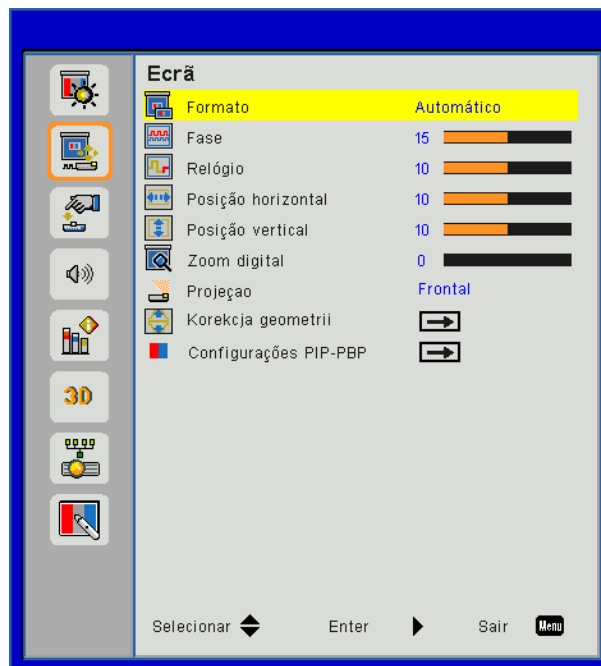 Ecrã
Formato Automático
Fase 15
Relógio 10
Posição horizontal 10
Posição vertical 10
Zoom digital 0
Projeçao Frontal
Korekcja geometrii
Configurações PIP-PBP
3D
Selecionar Enter Sair Menu